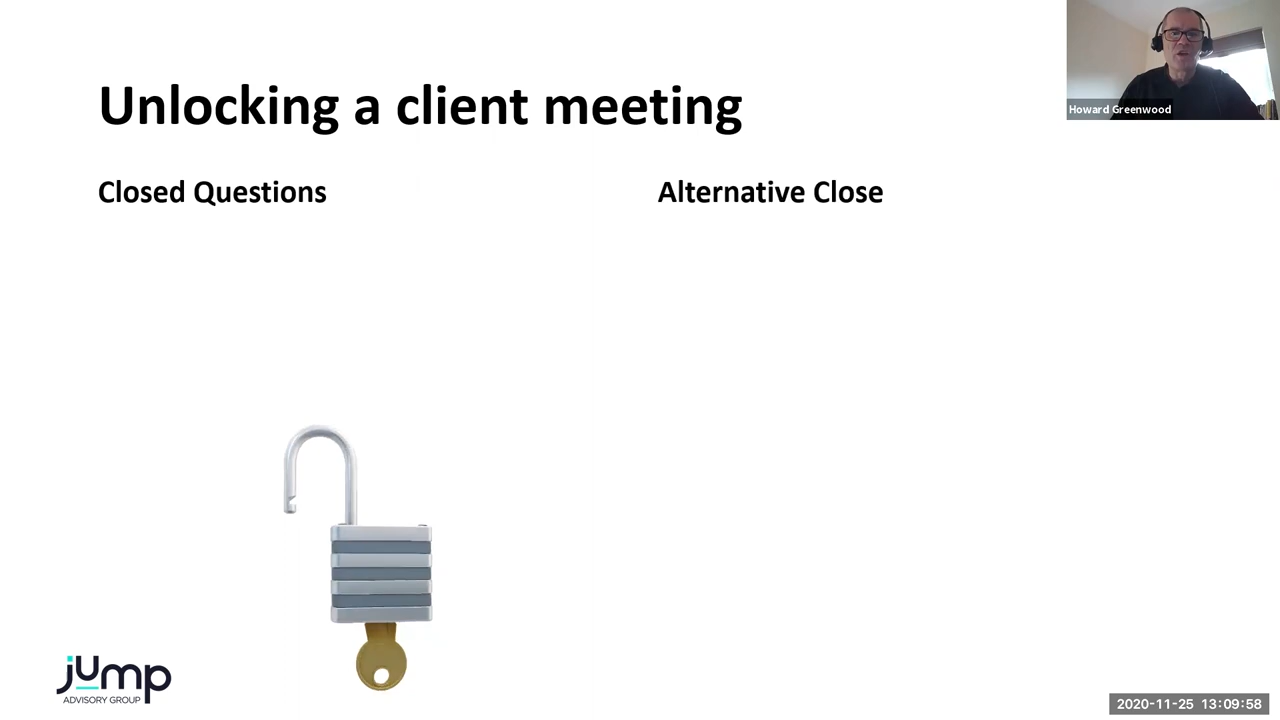 Unlocking a client meeting
Howard Greenwood
Closed Questions
Alternative Close
jump
ADVISORY GROUP
2020-11-25 13:09:58